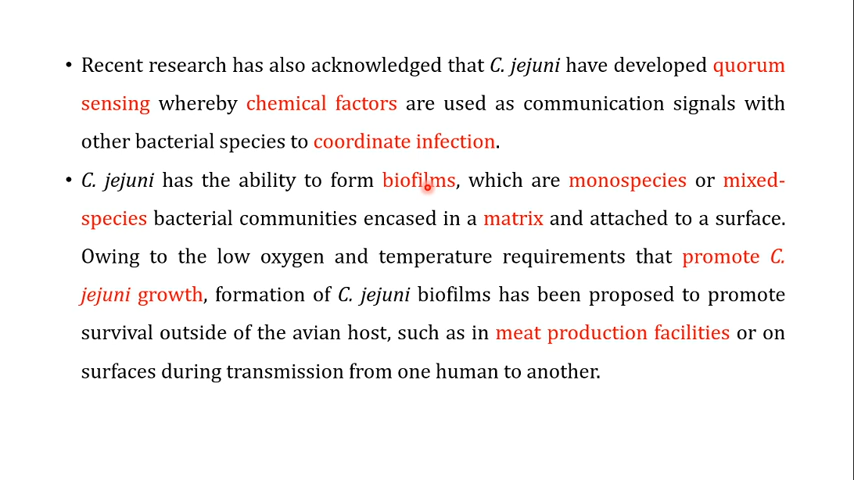 • Recent research has also acknowledged that C. jejuni have developed quorum
sensing whereby chemical factors are used as communication signals with
other bacterial species to coordinate infection.
• C. jejuni has the ability to form biofilms, which are monospecies or mixed-
species bacterial communities encased in a matrix and attached to a surface.
Owing to the low oxygen and temperature requirements that promote C.
jejuni growth, formation of C. jejuni biofilms has been proposed to promote
survival outside of the avian host, such as in meat production facilities or on
surfaces during transmission from one human to another.